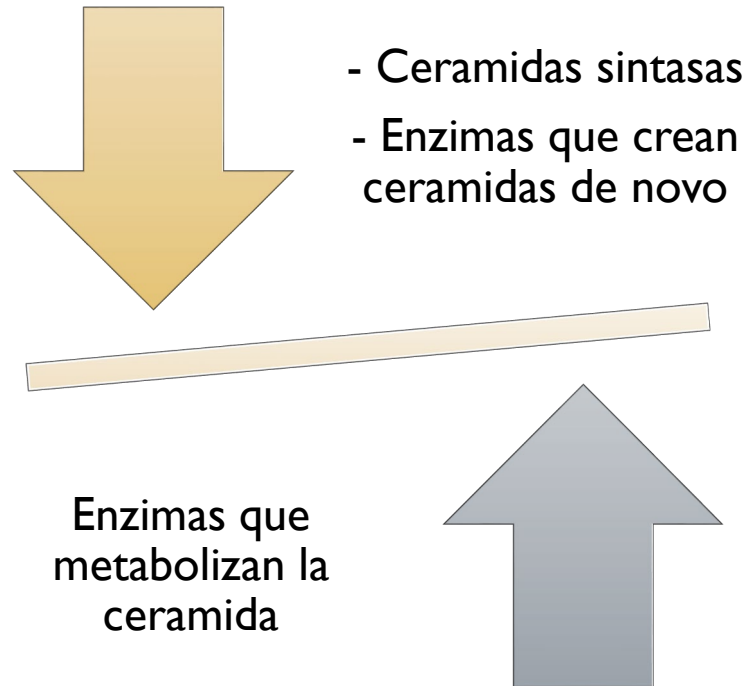 - Ceramidas sintasas
- Enzimas que crean
ceramidas de novo
Enzimas que
metabolizan la
ceramida